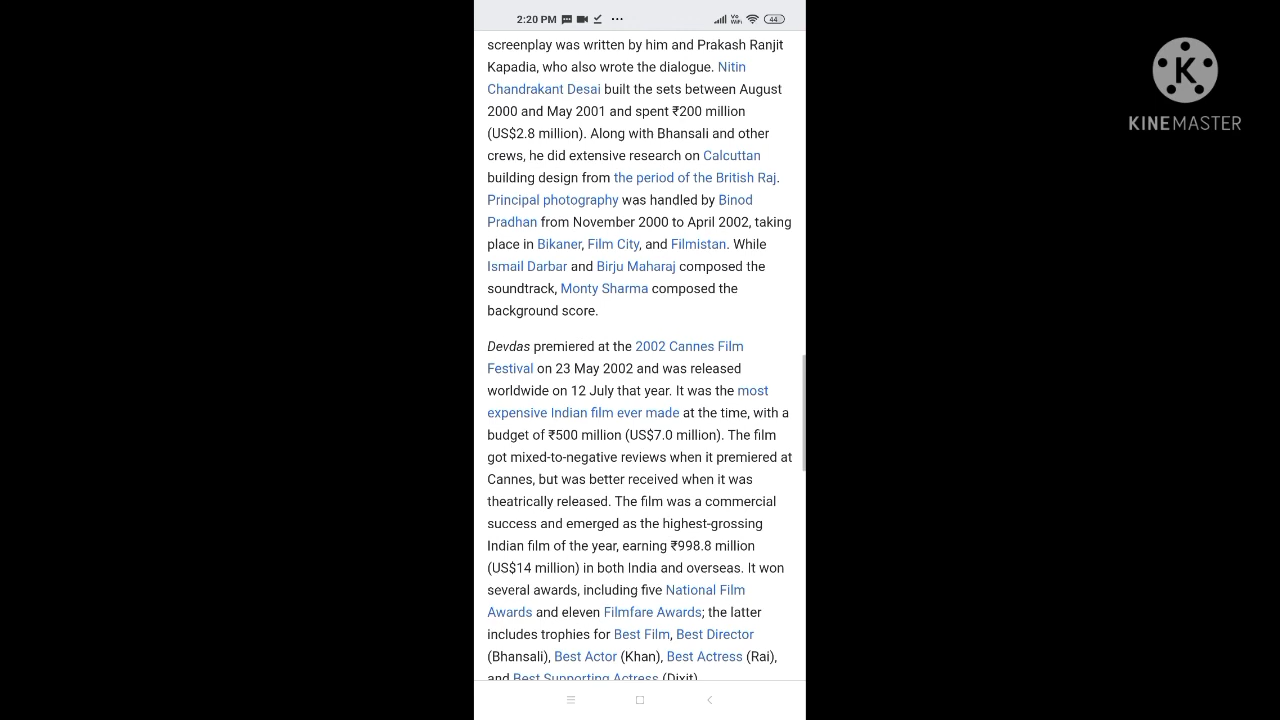 2:20 PM ... Vo WiFi 44
screenplay was written by him and Prakash Ranjit
Kapadia, who also wrote the dialogue. Nitin
Chandrakant Desai built the sets between August
2000 and May 2001 and spent ₹200 million
(US$2.8 million). Along with Bhansali and other
crews, he did extensive research on Calcuttan
building design from the period of the British Raj.
Principal photography was handled by Binod
Pradhan from November 2000 to April 2002, taking
place in Bikaner, Film City, and Filmistan. While
Ismail Darbar and Birju Maharaj composed the
soundtrack, Monty Sharma composed the
background score.
Devdas premiered at the 2002 Cannes Film
Festival on 23 May 2002 and was released
worldwide on 12 July that year. It was the most
expensive Indian film ever made at the time, with a
budget of ₹500 million (US$7.0 million). The film
got mixed-to-negative reviews when it premiered at
Cannes, but was better received when it was
theatrically released. The film was a commercial
success and emerged as the highest-grossing
Indian film of the year, earning ₹998.8 million
(US$14 million) in both India and overseas. It won
several awards, including five National Film
Awards and eleven Filmfare Awards; the latter
includes trophies for Best Film, Best Director
(Bhansali), Best Actor (Khan), Best Actress (Rai),
and Best Supporting Actress (Dixit)
K
KINEMASTER